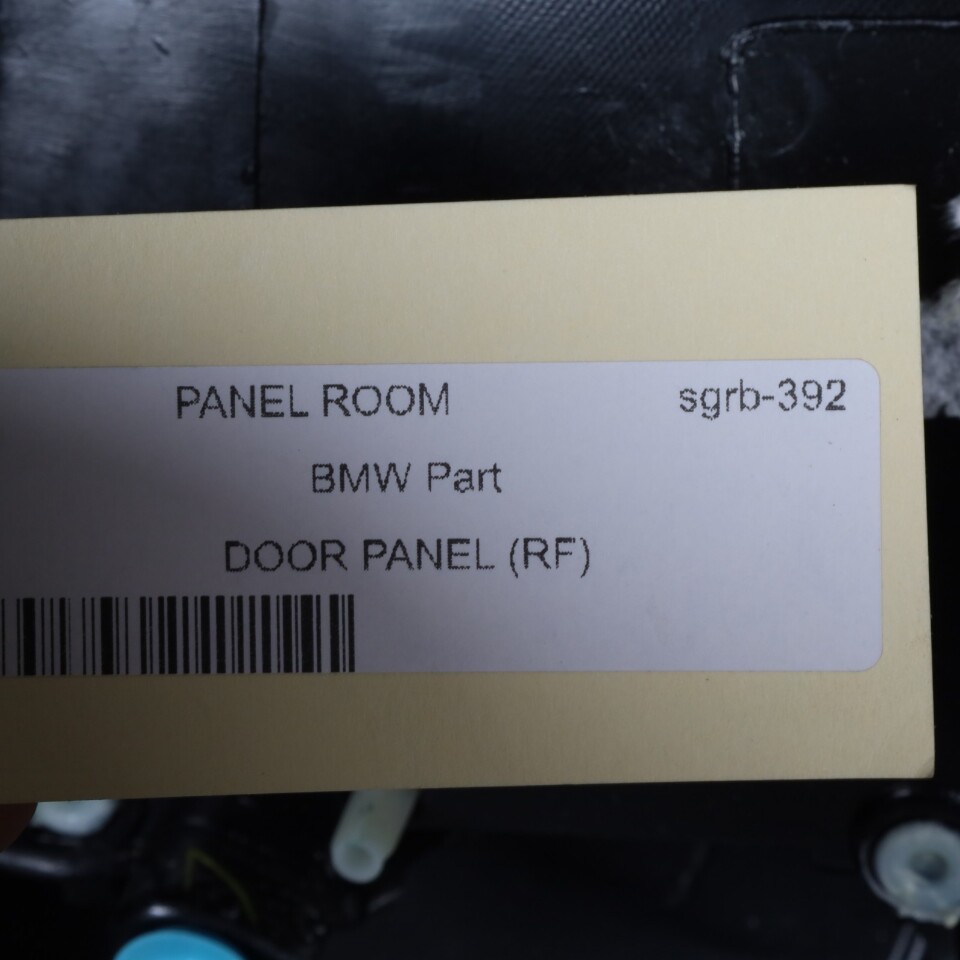 PANEL ROOM sgrb-392
BMW Part
DOOR PANEL (RF)